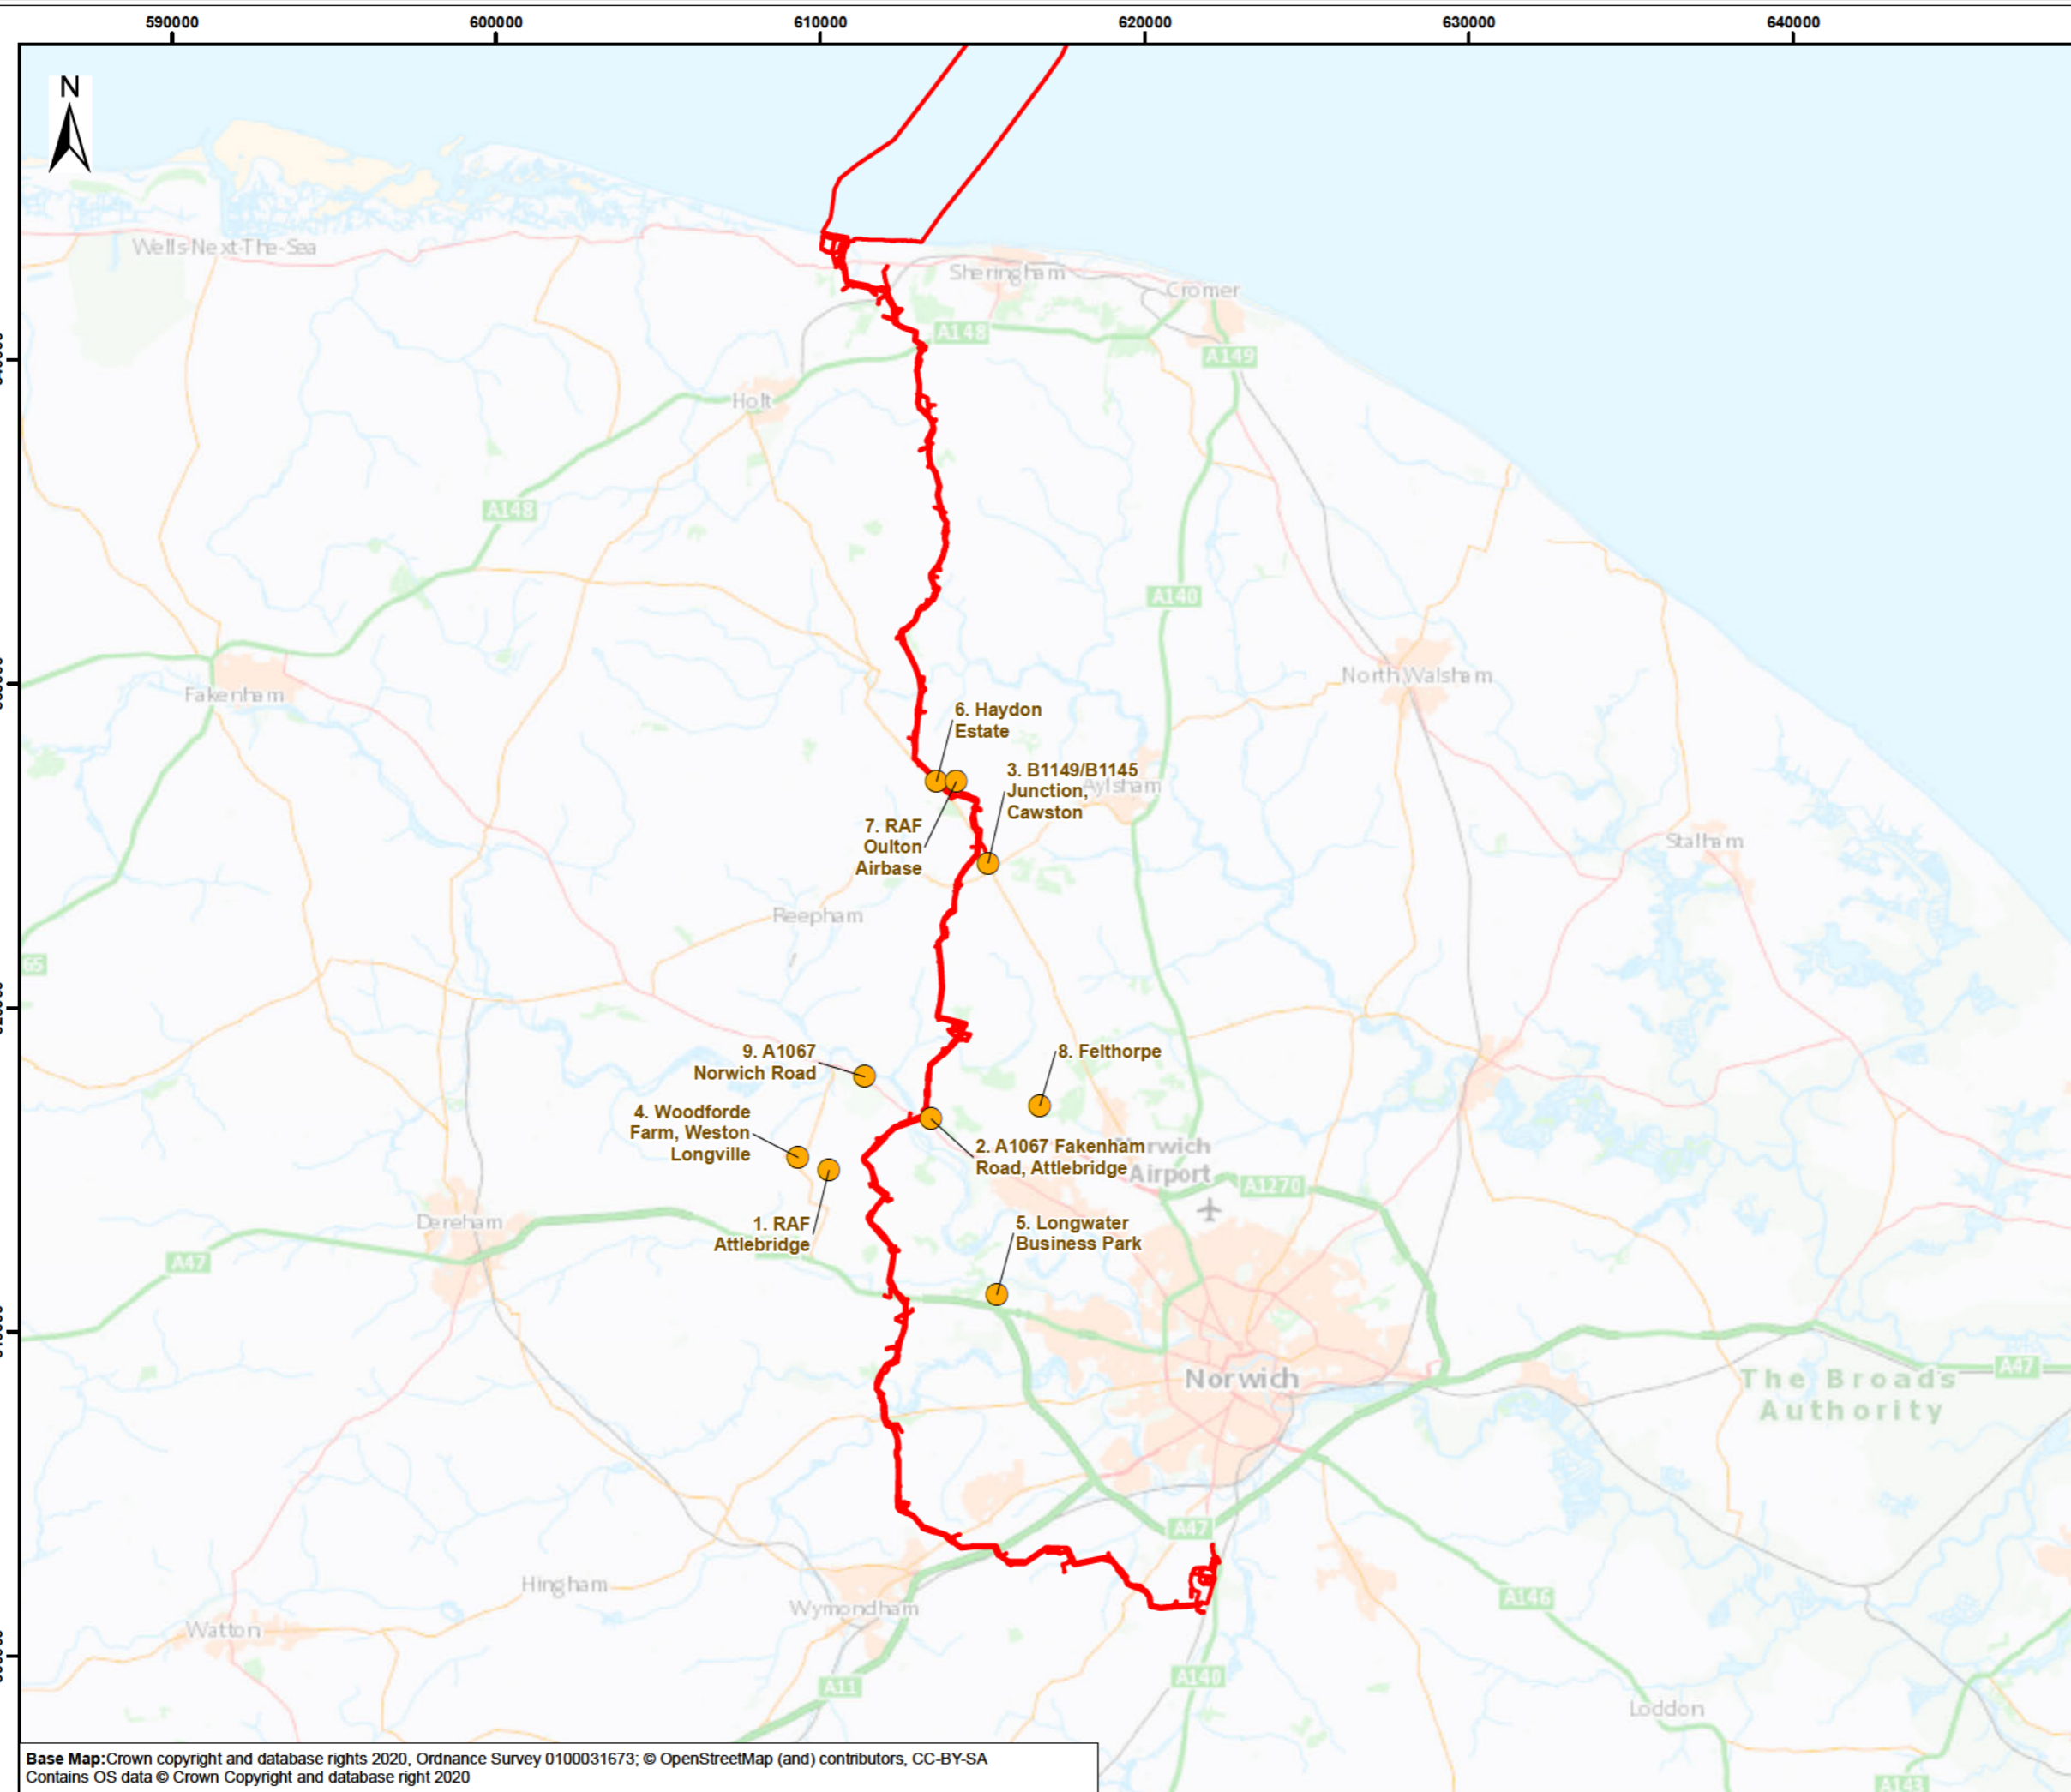 590000
600000
610000
620000
630000
640000
N
Wells-Next-The-Sea
Sheringham
Cromer
A148
A149
Holt
A148
A140
North Walsham
Fakenham
6. Haydon
Estate
3. B1149/B1145
Junction,
Cawston
Aylsham
7. RAF
Oulton
Airbase
Stalham
Reepham
9. A1067
Norwich Road
8. Felthorpe
4. Woodforde
Farm, Weston
Longville
2. A1067 Fakenham
Road, Attlebridge
Norwich
Airport
A1270
Dereham
1. RAF
Attlebridge
5. Longwater
Business Park
A47
Norwich
The Broads
Authority
A47
A47
Hingham
Wymondham
Watton
A146
A140
A11
Loddon
A143
Base Map:Crown copyright and database rights 2020, Ordnance Survey 0100031673; © OpenStreetMap (and) contributors, CC-BY-SA
Contains OS data © Crown Copyright and database right 2020